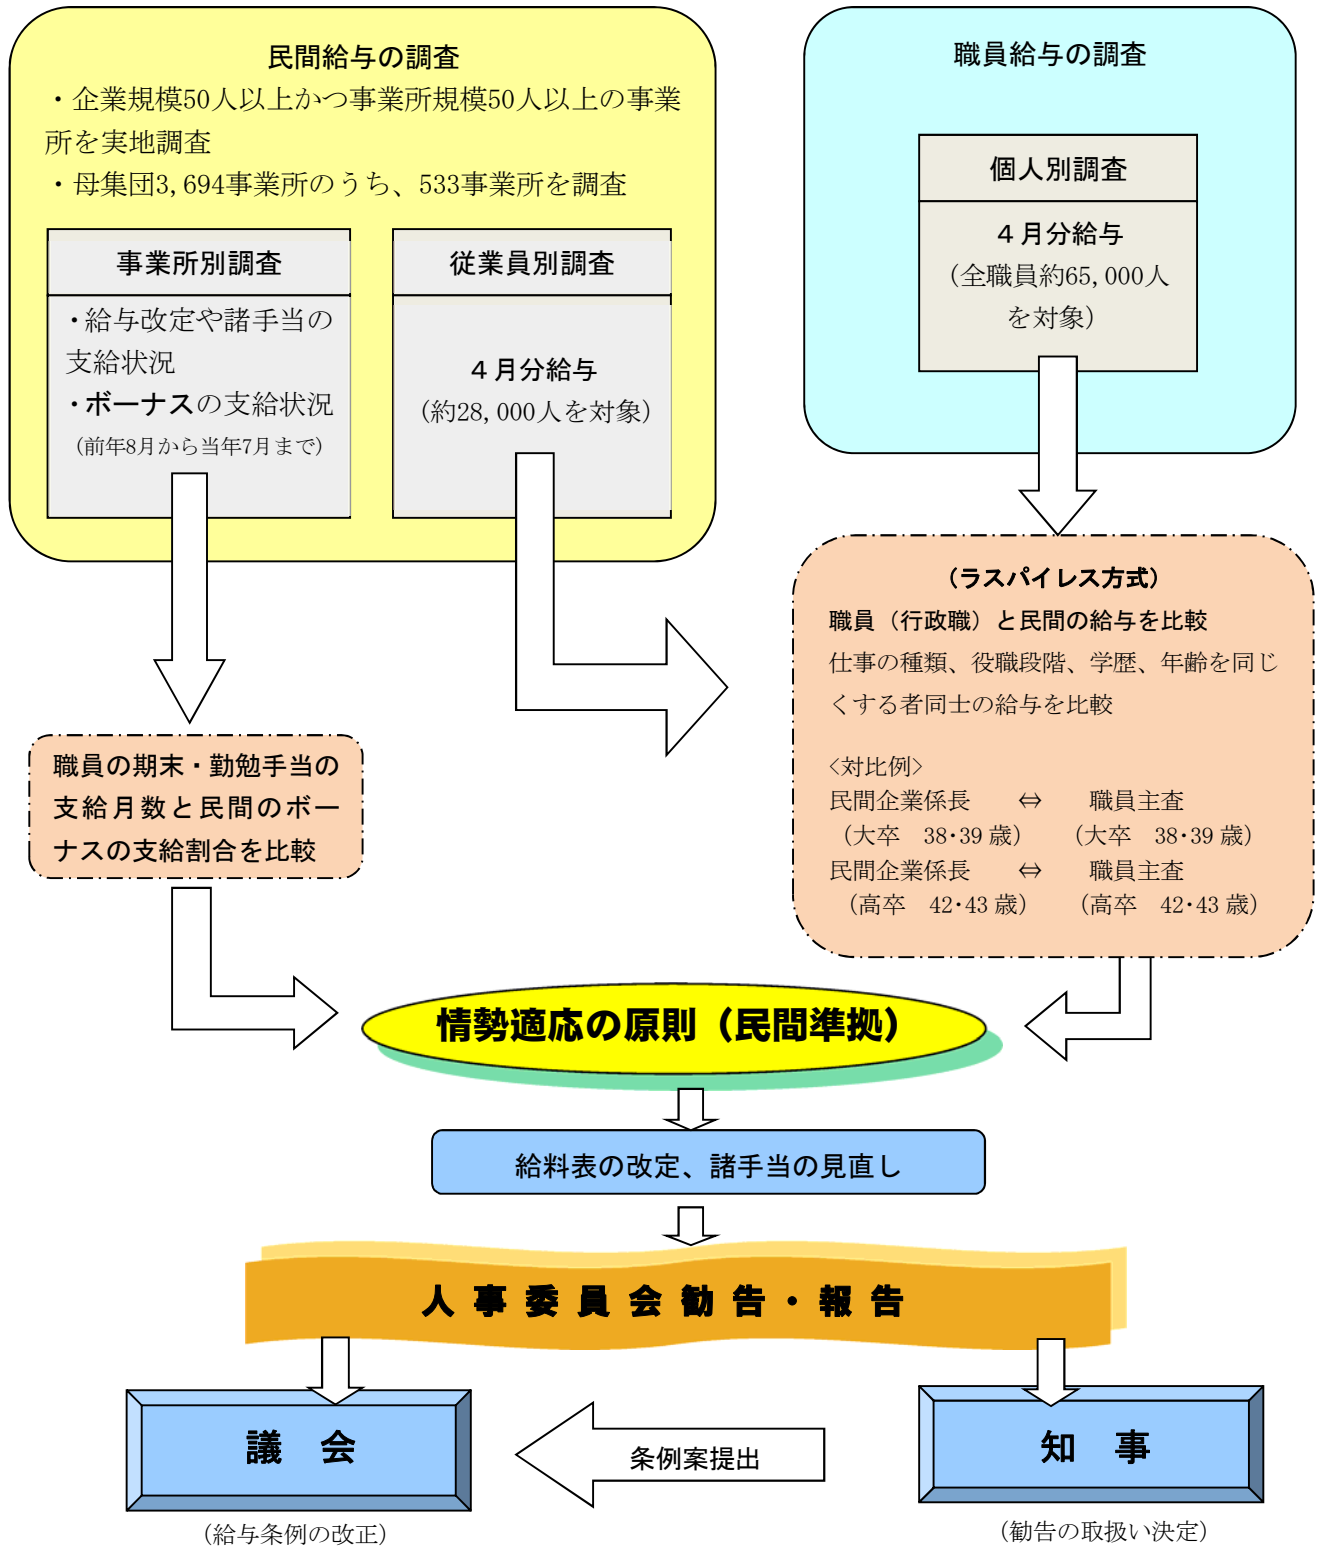 民間給与の調査
・企業規模50人以上かつ事業所規模50人以上の事業
所を実地調査
・母集団3,694事業所のうち、533事業所を調査
事業所別調査
・給与改定や諸手当の
支給状況
・ボーナスの支給状況
（前年8月から当年7月まで）
従業員別調査
４月分給与
（約28,000人を対象）
職員給与の調査
個人別調査
４月分給与
（全職員約65,000人
を対象）
（ラスパイレス方式）
職員（行政職）と民間の給与を比較
仕事の種類、役職段階、学歴、年齢を同じ
くする者同士の給与を比較
<対比例>
民間企業係長　⇔　職員主査
（大卒　38・39 歳）　（大卒　38・39 歳）
民間企業係長　⇔　職員主査
（高卒　42・43 歳）　（高卒　42・43 歳）
職員の期末・勤勉手当の
支給月数と民間のボー
ナスの支給割合を比較
情勢適応の原則（民間準拠）
給料表の改定、諸手当の見直し
人事委員会勧告・報告
議　会
条例案提出
知　事
（給与条例の改正）
（勧告の取扱い決定）